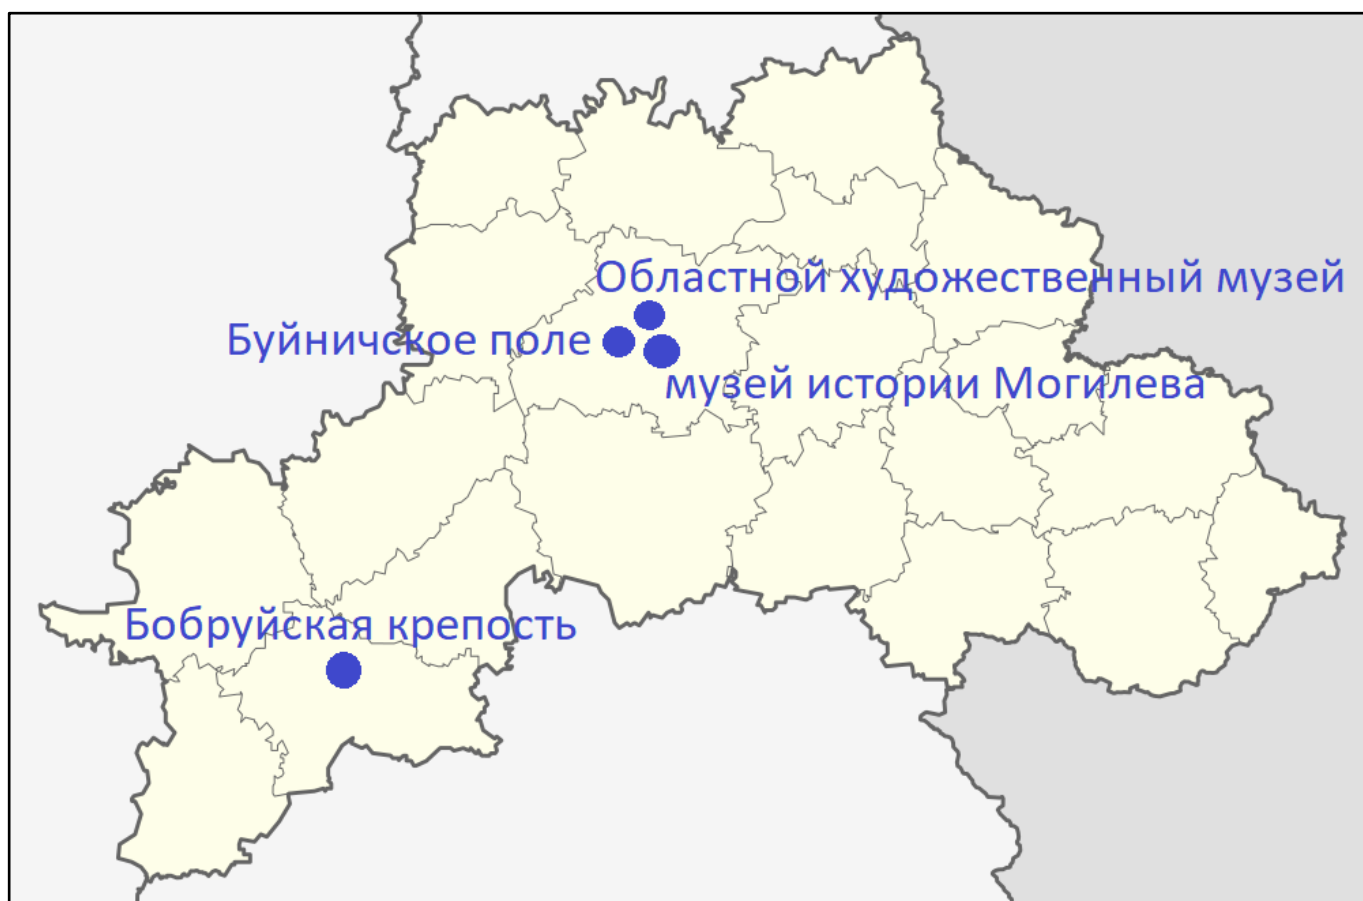 Областной художественный музей
Буйничское поле
музей истории Могилева
Бобруйская крепость